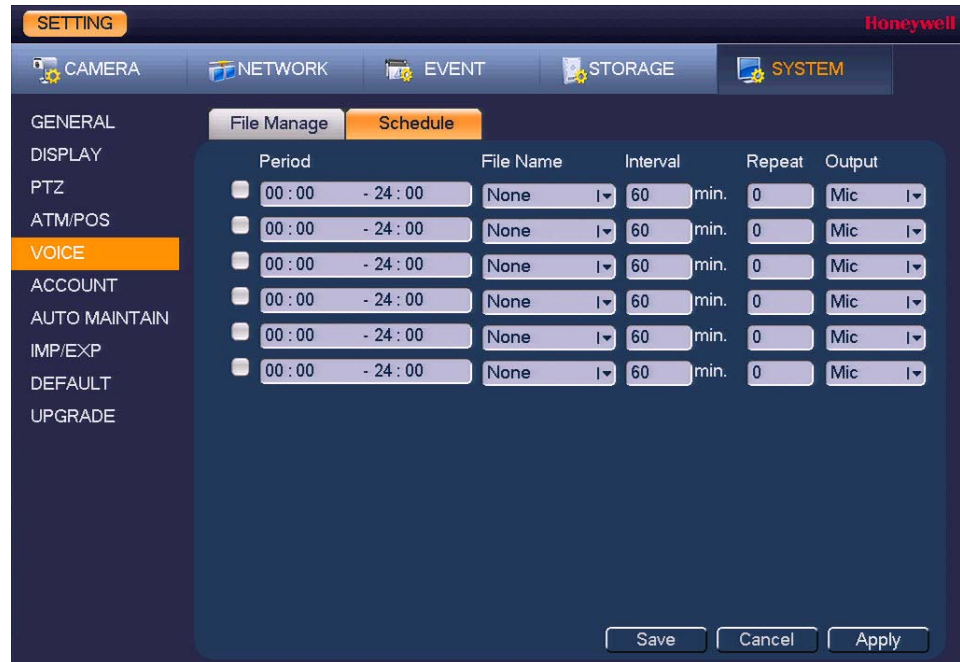 SETTING Honeywell
CAMERA NETWORK EVENT STORAGE SYSTEM
GENERAL
DISPLAY
PTZ
ATM/POS
VOICE
ACCOUNT
AUTO MAINTAIN
IMP/EXP
DEFAULT
UPGRADE
File Manage Schedule
Period File Name Interval Repeat Output
00 : 00 - 24 : 00 None 60 min. 0 Mic
00 : 00 - 24 : 00 None 60 min. 0 Mic
00 : 00 - 24 : 00 None 60 min. 0 Mic
00 : 00 - 24 : 00 None 60 min. 0 Mic
00 : 00 - 24 : 00 None 60 min. 0 Mic
00 : 00 - 24 : 00 None 60 min. 0 Mic
Save Cancel Apply